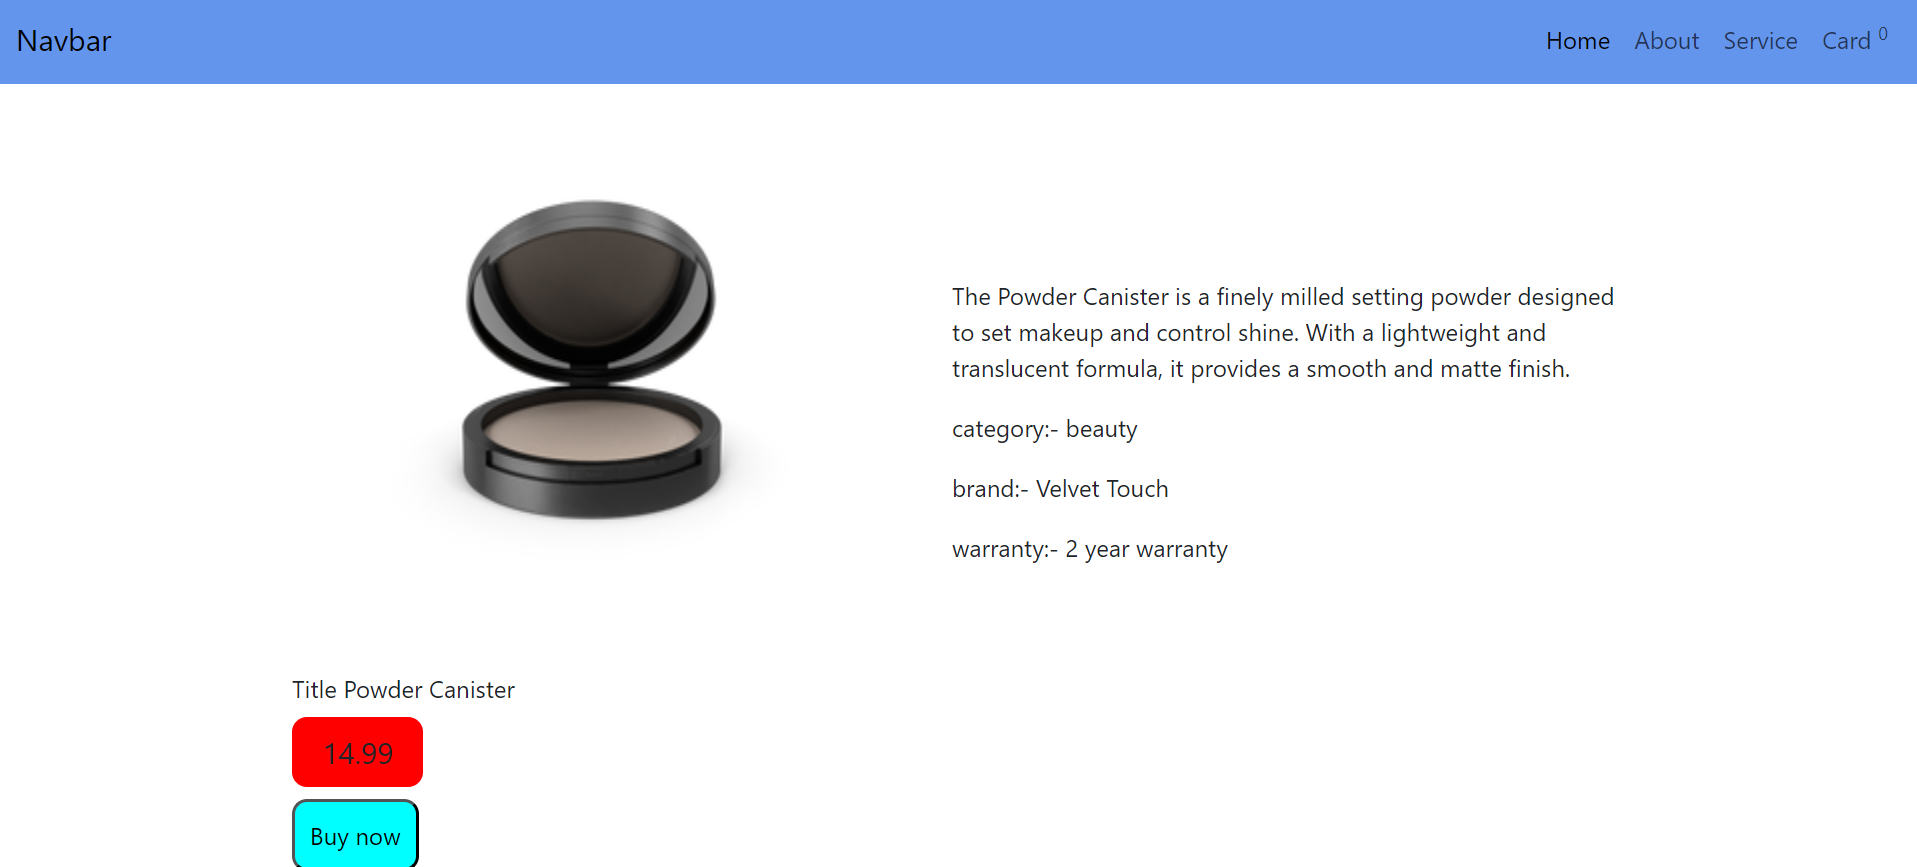 Navbar
Home About Service Card 0
The Powder Canister is a finely milled setting powder designed
to set makeup and control shine. With a lightweight and
translucent formula, it provides a smooth and matte finish.
category:- beauty
brand:- Velvet Touch
warranty:- 2 year warranty
Title Powder Canister
14.99
Buy now